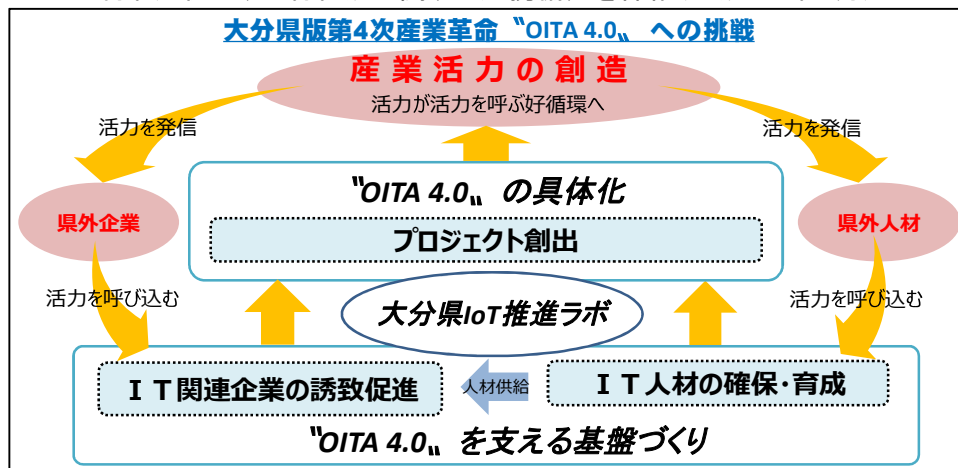 大分県版第4次産業革命〝OITA 4.0〟への挑戦
産業活力の創造
活力が活力を呼ぶ好循環へ
活力を発信
活力を発信
〝OITA 4.0〟の具体化
プロジェクト創出
県外企業
県外人材
活力を呼び込む
活力を呼び込む
大分県IoT推進ラボ
ＩＴ関連企業の誘致促進
人材供給
ＩＴ人材の確保・育成
〝OITA 4.0〟を支える基盤づくり